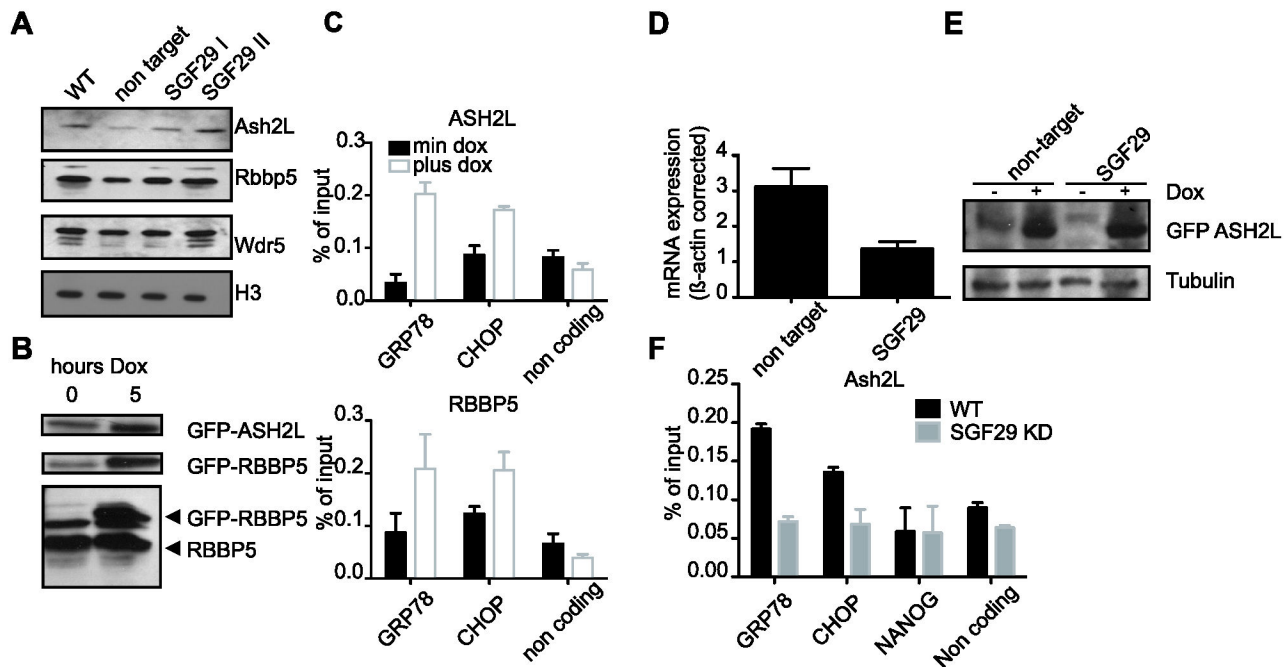 A
WT
non target
SGF29 I
SGF29 II
Ash2L
Rbbp5
Wdr5
H3
B
hours Dox
0 5
GFP-ASH2L
GFP-RBBP5
GFP-RBBP5
RBBP5
C
ASH2L
min dox
plus dox
% of input
0.3
0.2
0.1
0.0
GRP78
CHOP
non coding
RBBP5
% of input
0.3
0.2
0.1
0.0
GRP78
CHOP
non coding
D
mRNA expression
(ß-actin corrected)
4
3
2
1
0
non target
SGF29
E
non-target
SGF29
- + - + Dox
GFP ASH2L
Tubulin
F
Ash2L
WT
SGF29 KD
% of input
0.25
0.20
0.15
0.10
0.05
0.00
GRP78
CHOP
NANOG
Non coding